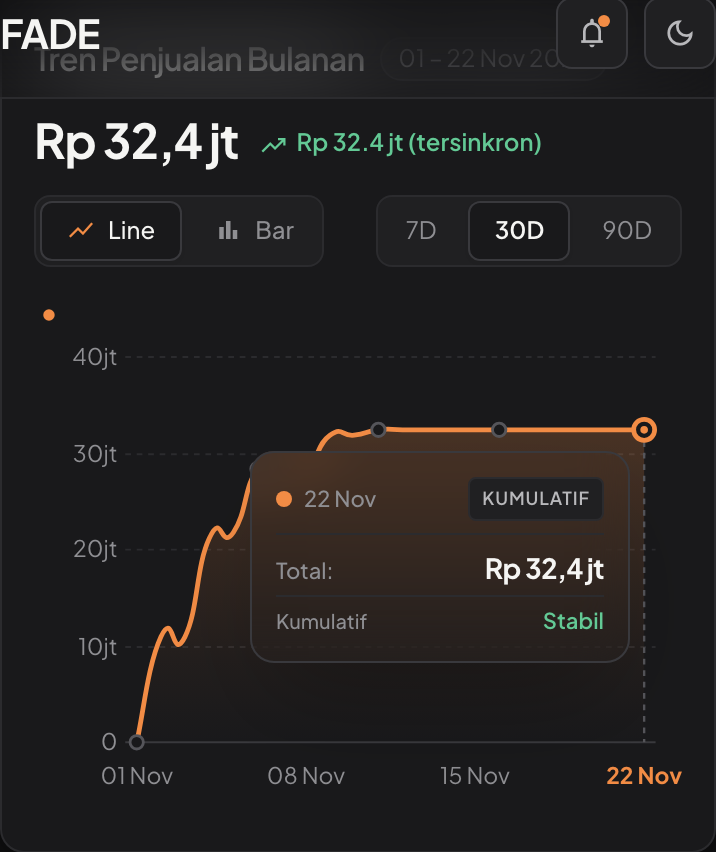 FADE
Tren Penjualan Bulanan 01 – 22 Nov 20
Rp 32,4 jt Rp 32.4 jt (tersinkron)
Line Bar 7D 30D 90D
40jt
30jt
22 Nov KUMULATIF
20jt
Total: Rp 32,4 jt
Kumulatif Stabil
10jt
0
01 Nov 08 Nov 15 Nov 22 Nov